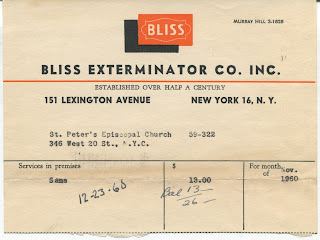 MURRAY HILL 5-1628
BLISS
BLISS EXTERMINATOR CO. INC.
ESTABLISHED OVER HALF A CENTURY
151 LEXINGTON AVENUE NEW YORK 16, N. Y.
St. Peter's Episcopal Church 59-322
346 West 20 St., N.Y.C.
Services in premises $ For month of Nov. 1960
Same 13.00
12-23-60 Bal 13
26-